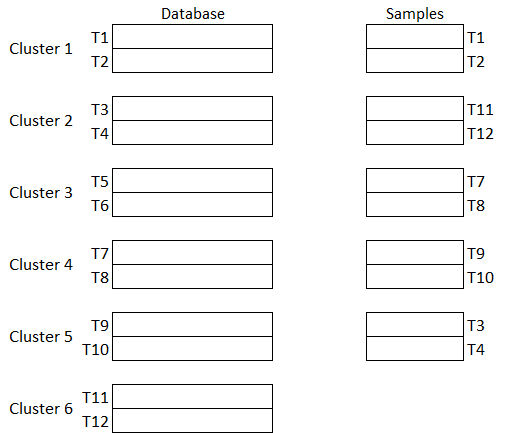 Database Samples
Cluster 1 T1 T1
T2 T2
Cluster 2 T3 T11
T4 T12
Cluster 3 T5 T7
T6 T8
Cluster 4 T7 T9
T8 T10
Cluster 5 T9 T3
T10 T4
Cluster 6 T11
T12